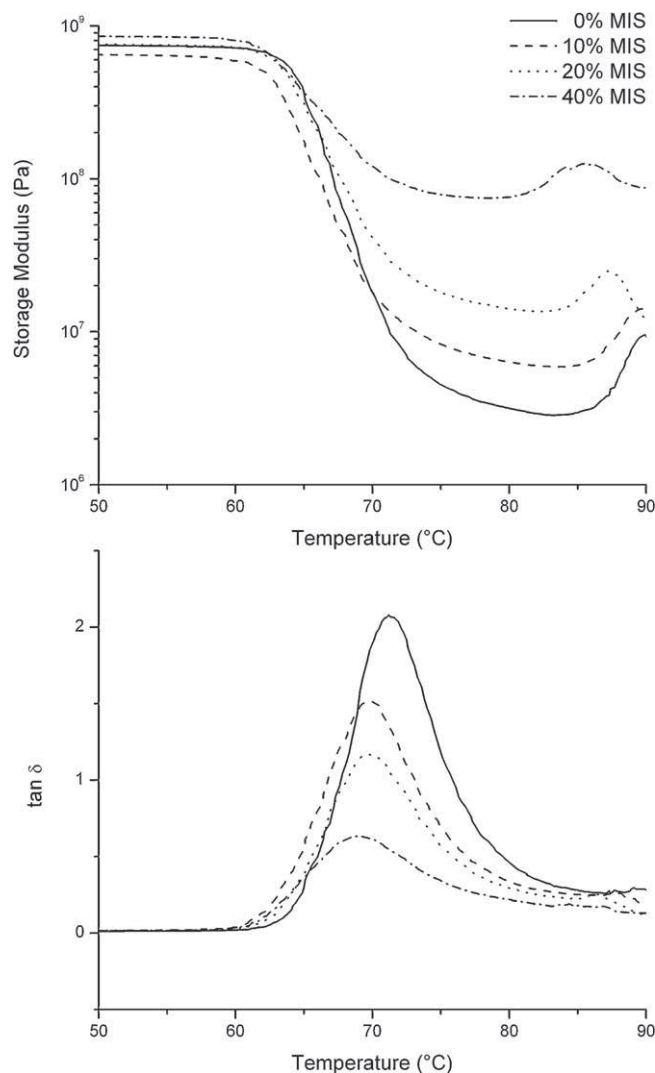 0% MIS
10% MIS
20% MIS
40% MIS
Storage Modulus (Pa)
10⁹
10⁸
10⁷
10⁶
50 60 70 80 90
Temperature (°C)
tan δ
2
1
0
50 60 70 80 90
Temperature (°C)